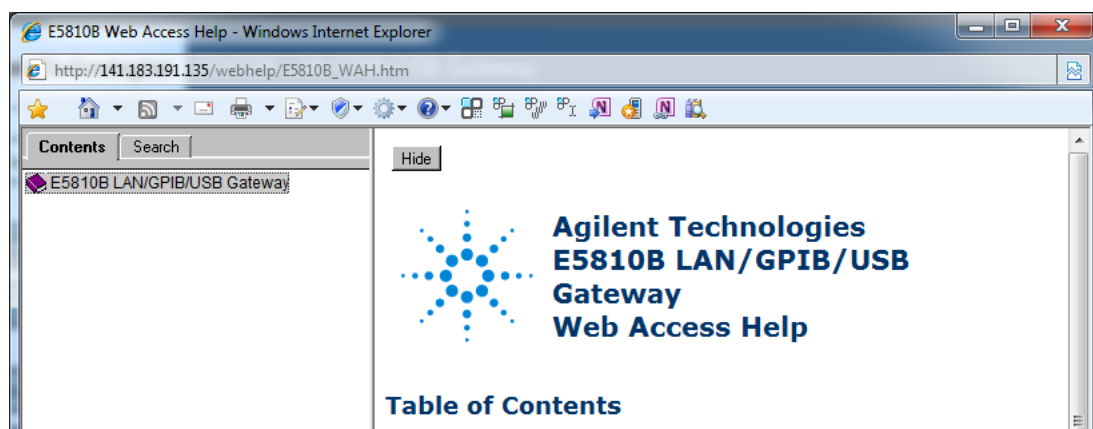 E5810B Web Access Help - Windows Internet Explorer
http://141.183.191.135/webhelp/E5810B_WAH.htm
Contents Search
E5810B LAN/GPIB/USB Gateway
Hide
Agilent Technologies
E5810B LAN/GPIB/USB
Gateway
Web Access Help
Table of Contents